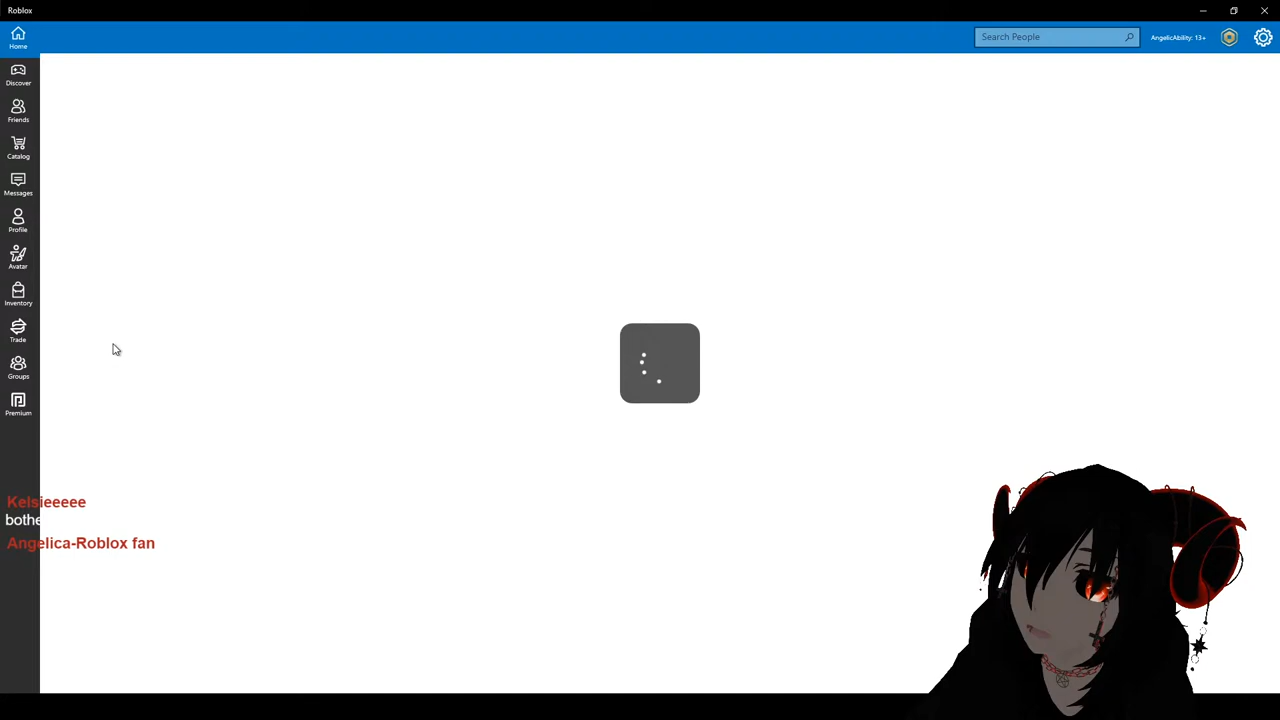 Roblox
Home
Search People
AngelicAbility: 13+
Discover
Friends
Catalog
Messages
Profile
Avatar
Inventory
Trade
Groups
Premium
Kelsieeeee
bothe
Angelica-Roblox fan